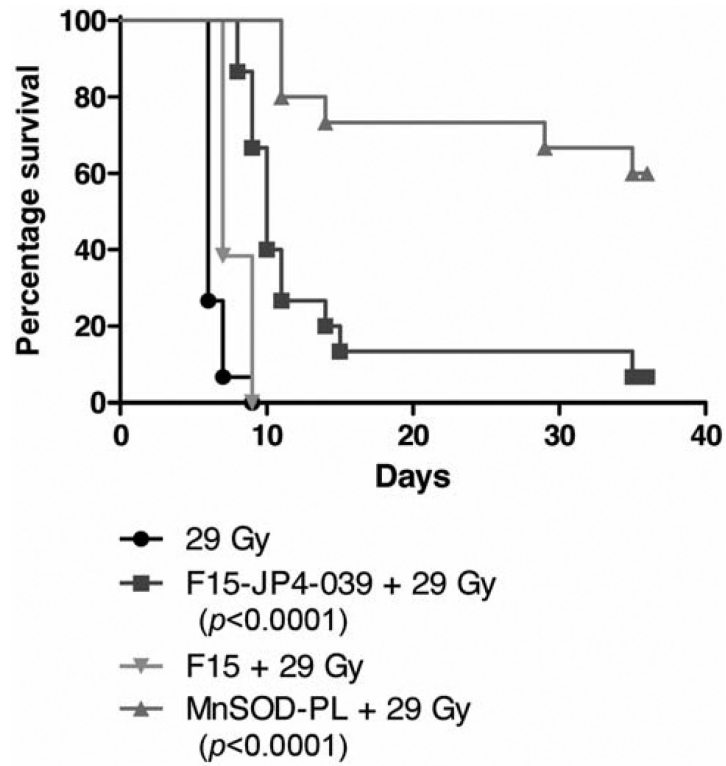 Percentage survival
100
80
60
40
20
0
0 10 20 30 40
Days
29 Gy
F15-JP4-039 + 29 Gy
(p<0.0001)
F15 + 29 Gy
MnSOD-PL + 29 Gy
(p<0.0001)